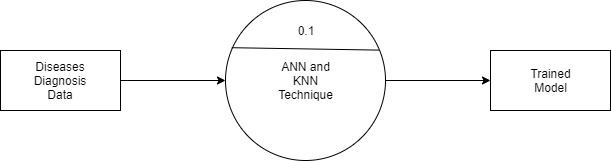 Diseases
Diagnosis
Data
0.1
ANN and
KNN
Technique
Trained
Model